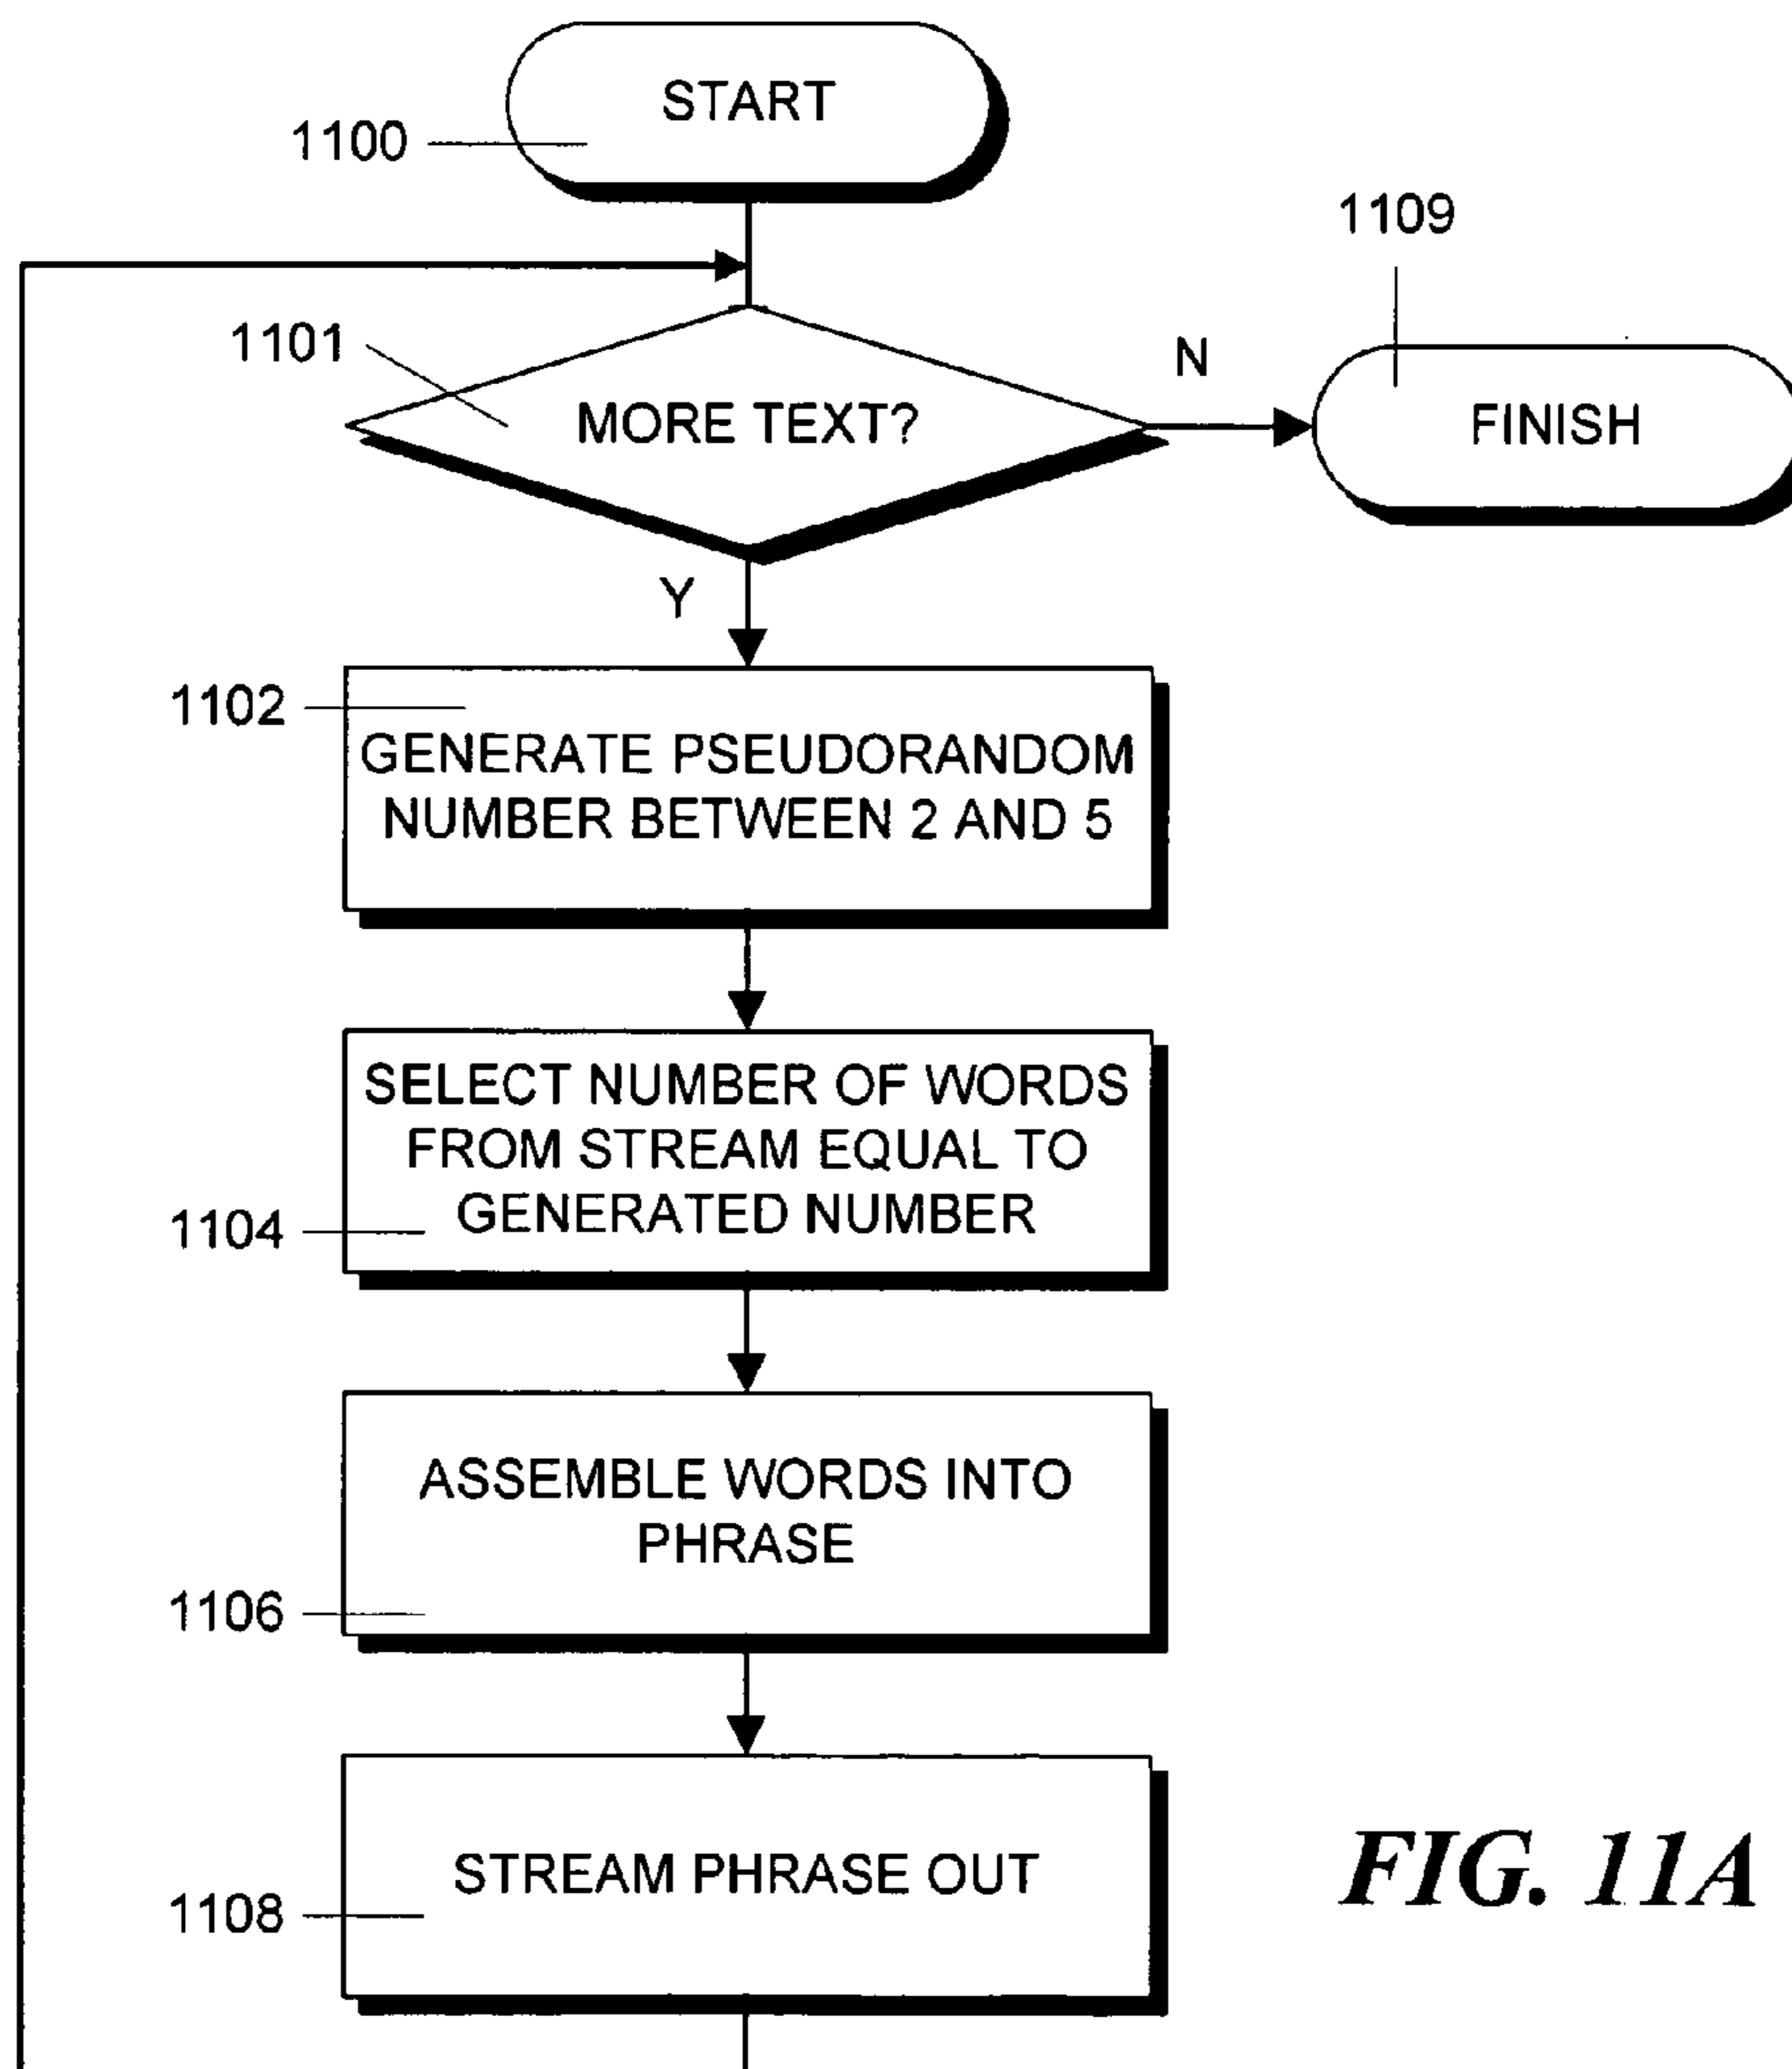 START
1100
1109
1101
MORE TEXT?
N
FINISH
Y
1102
GENERATE PSEUDORANDOM
NUMBER BETWEEN 2 AND 5
SELECT NUMBER OF WORDS
FROM STREAM EQUAL TO
GENERATED NUMBER
1104
ASSEMBLE WORDS INTO
PHRASE
1106
STREAM PHRASE OUT
1108
FIG. 11A